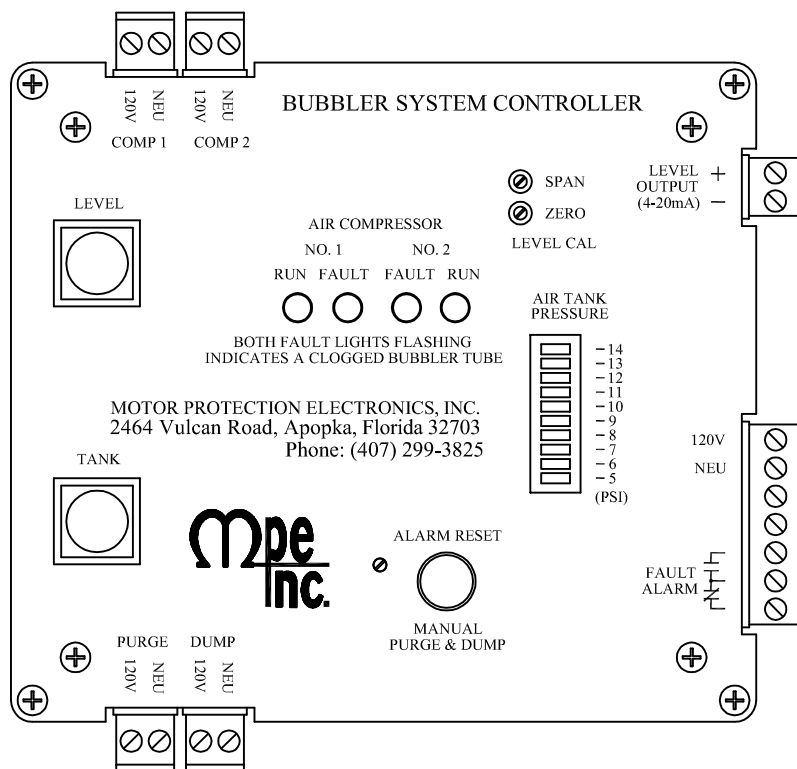 120V NEU 120V NEU
COMP 1 COMP 2
BUBBLER SYSTEM CONTROLLER
LEVEL
OUTPUT
(4-20mA)
+
−
SPAN
ZERO
LEVEL CAL
LEVEL
AIR COMPRESSOR
NO. 1 NO. 2
RUN FAULT FAULT RUN
BOTH FAULT LIGHTS FLASHING
INDICATES A CLOGGED BUBBLER TUBE
AIR TANK
PRESSURE
14
13
12
11
10
9
8
7
6
5
(PSI)
MOTOR PROTECTION ELECTRONICS, INC.
2464 Vulcan Road, Apopka, Florida 32703
Phone: (407) 299-3825
120V
NEU
TANK
mpe
inc.
ALARM RESET
MANUAL
PURGE & DUMP
FAULT
ALARM
PURGE DUMP
120V NEU 120V NEU